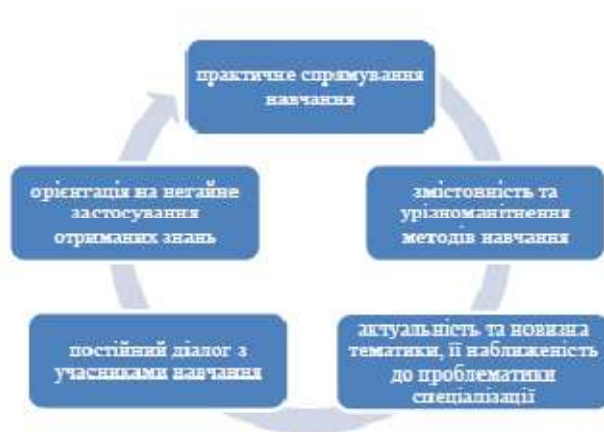 практичне спрямування
навчання
змістовність та
урізноманітнення
методів навчання
актуальність та новизна
тематики, її наближеність
до проблематики
спеціалізації
постійний діалог з
учасниками навчання
орієнтація на негайне
застосування
отриманих знань